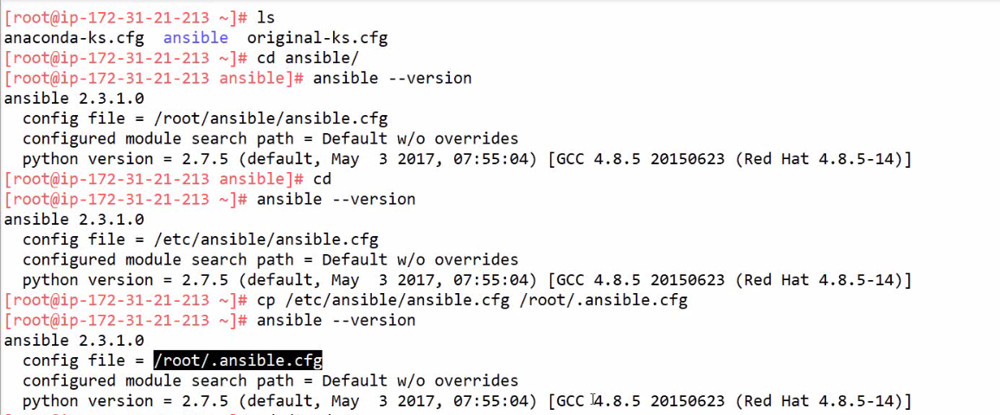 [root@ip-172-31-21-213 ~]# ls
anaconda-ks.cfg  ansible  original-ks.cfg
[root@ip-172-31-21-213 ~]# cd ansible/
[root@ip-172-31-21-213 ansible]# ansible --version
ansible 2.3.1.0
  config file = /root/ansible/ansible.cfg
  configured module search path = Default w/o overrides
  python version = 2.7.5 (default, May  3 2017, 07:55:04) [GCC 4.8.5 20150623 (Red Hat 4.8.5-14)]
[root@ip-172-31-21-213 ansible]# cd
[root@ip-172-31-21-213 ~]# ansible --version
ansible 2.3.1.0
  config file = /etc/ansible/ansible.cfg
  configured module search path = Default w/o overrides
  python version = 2.7.5 (default, May  3 2017, 07:55:04) [GCC 4.8.5 20150623 (Red Hat 4.8.5-14)]
[root@ip-172-31-21-213 ~]# cp /etc/ansible/ansible.cfg /root/.ansible.cfg
[root@ip-172-31-21-213 ~]# ansible --version
ansible 2.3.1.0
  config file = /root/.ansible.cfg
  configured module search path = Default w/o overrides
  python version = 2.7.5 (default, May  3 2017, 07:55:04) [GCC 4.8.5 20150623 (Red Hat 4.8.5-14)]